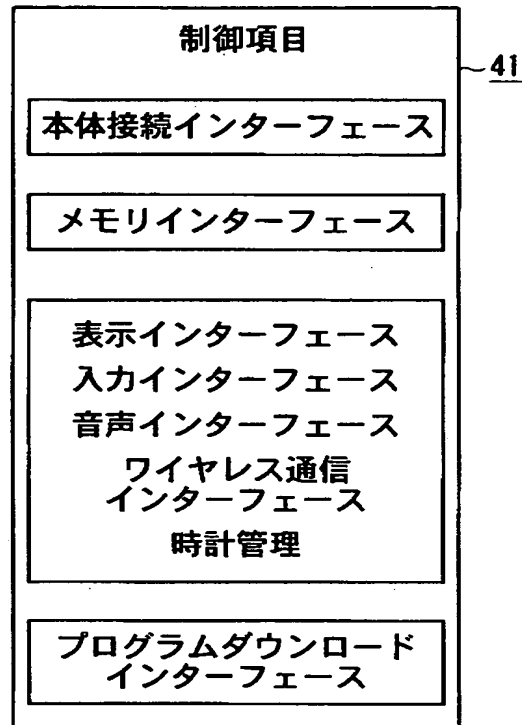 制御項目
41
本体接続インターフェース
メモリインターフェース
表示インターフェース
入力インターフェース
音声インターフェース
ワイヤレス通信
インターフェース
時計管理
プログラムダウンロード
インターフェース